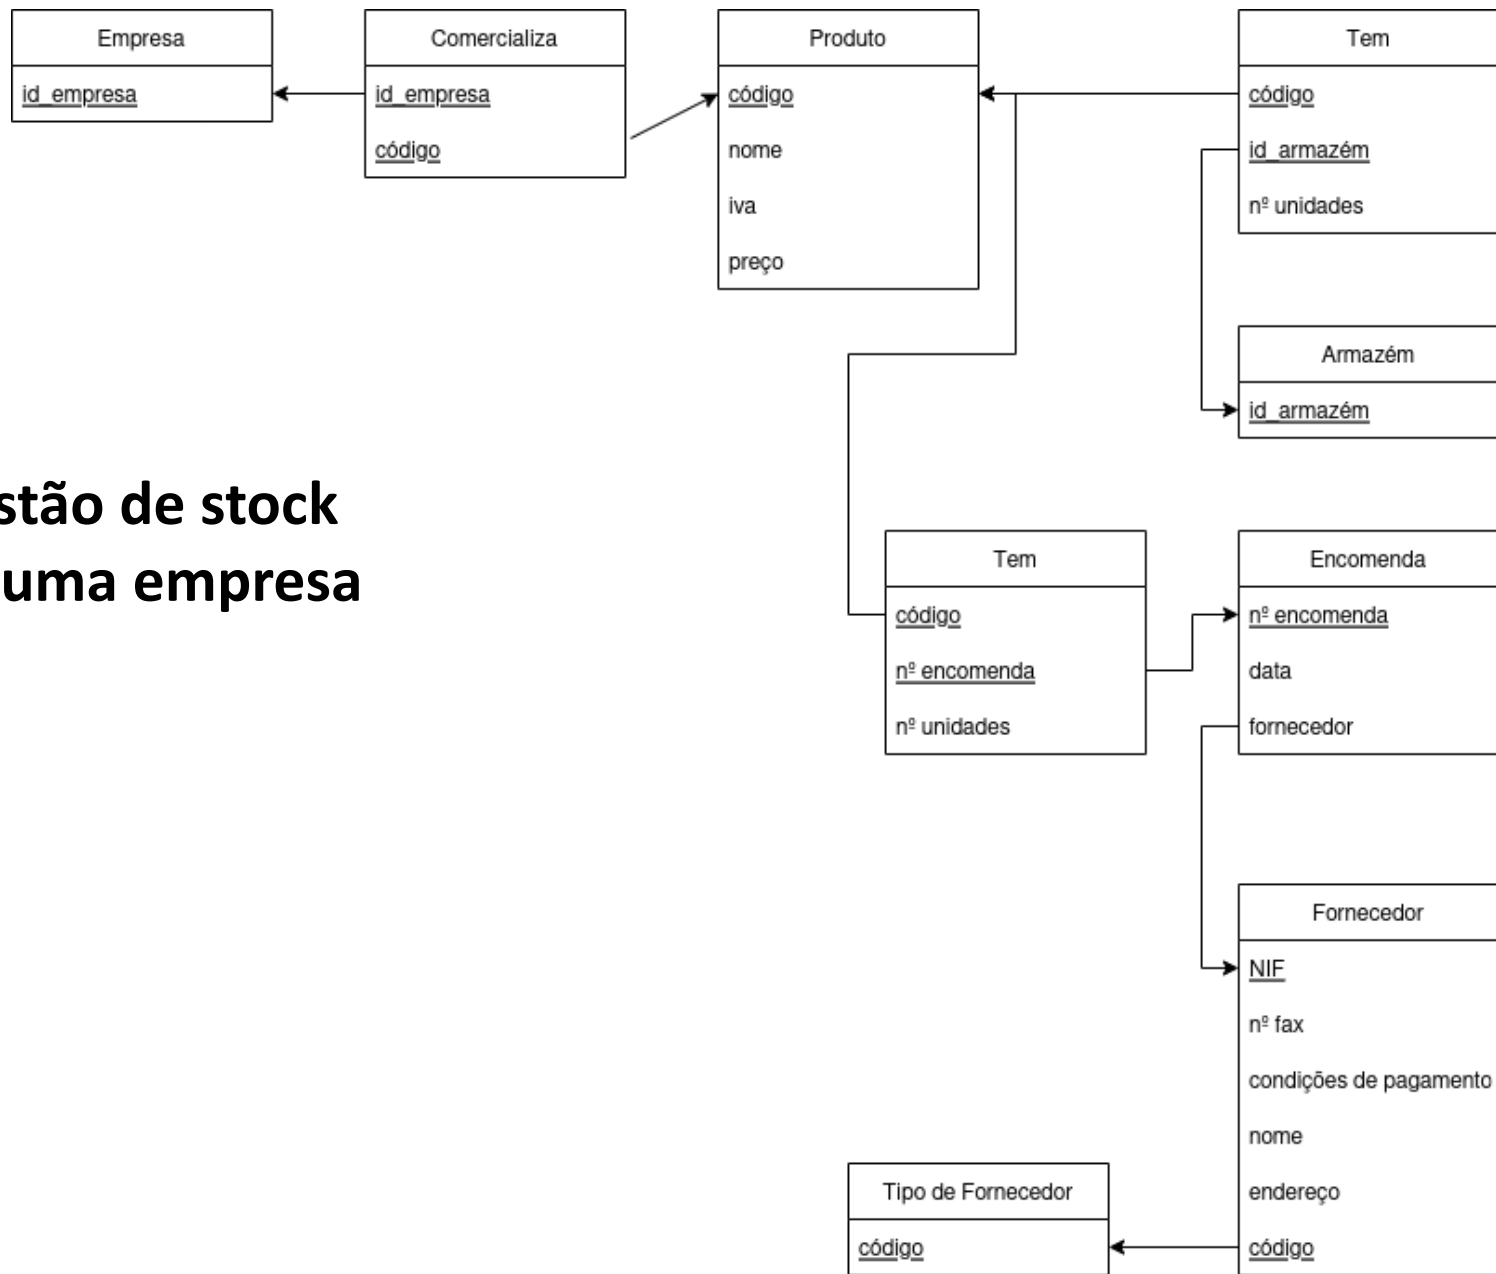 Empresa
id_empresa
Comercializa
id_empresa
código
Produto
código
nome
iva
preço
Tem
código
id_armazém
nº unidades
Armazém
id_armazém
stão de stock
uma empresa
Tem
código
nº encomenda
nº unidades
Encomenda
nº encomenda
data
fornecedor
Fornecedor
NIF
nº fax
condições de pagamento
nome
endereço
código
Tipo de Fornecedor
código